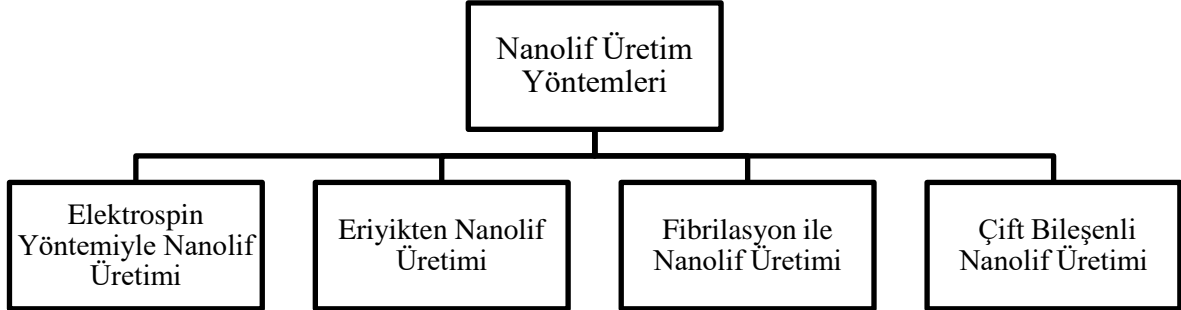 Nanolif Üretim
Yöntemleri
Elektrospin
Yöntemiyle Nanolif
Üretimi
Eriyikten Nanolif
Üretimi
Fibrilasyon ile
Nanolif Üretimi
Çift Bileşenli
Nanolif Üretimi